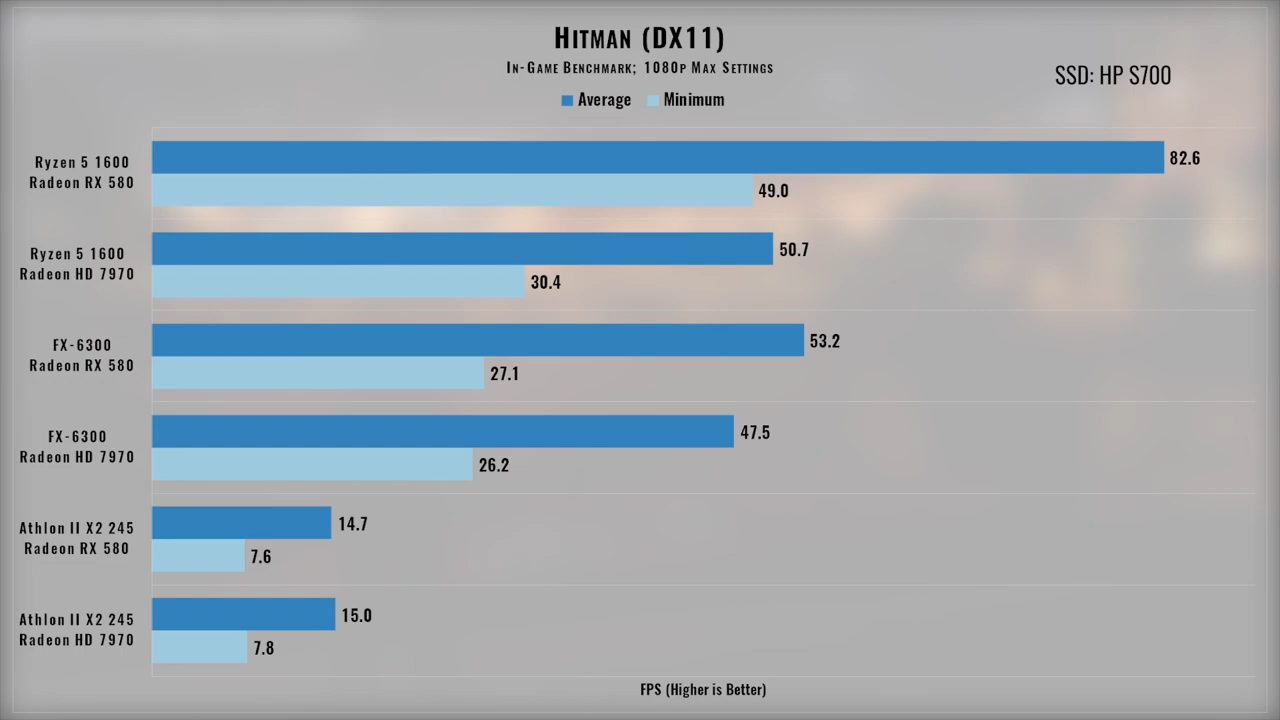 Hitman (DX11)
In-Game Benchmark; 1080p Max Settings
SSD: HP S700
Average Minimum
Ryzen 5 1600
Radeon RX 580
82.6
49.0
Ryzen 5 1600
Radeon HD 7970
50.7
30.4
FX-6300
Radeon RX 580
53.2
27.1
FX-6300
Radeon HD 7970
47.5
26.2
Athlon II X2 245
Radeon RX 580
14.7
7.6
Athlon II X2 245
Radeon HD 7970
15.0
7.8
FPS (Higher is Better)